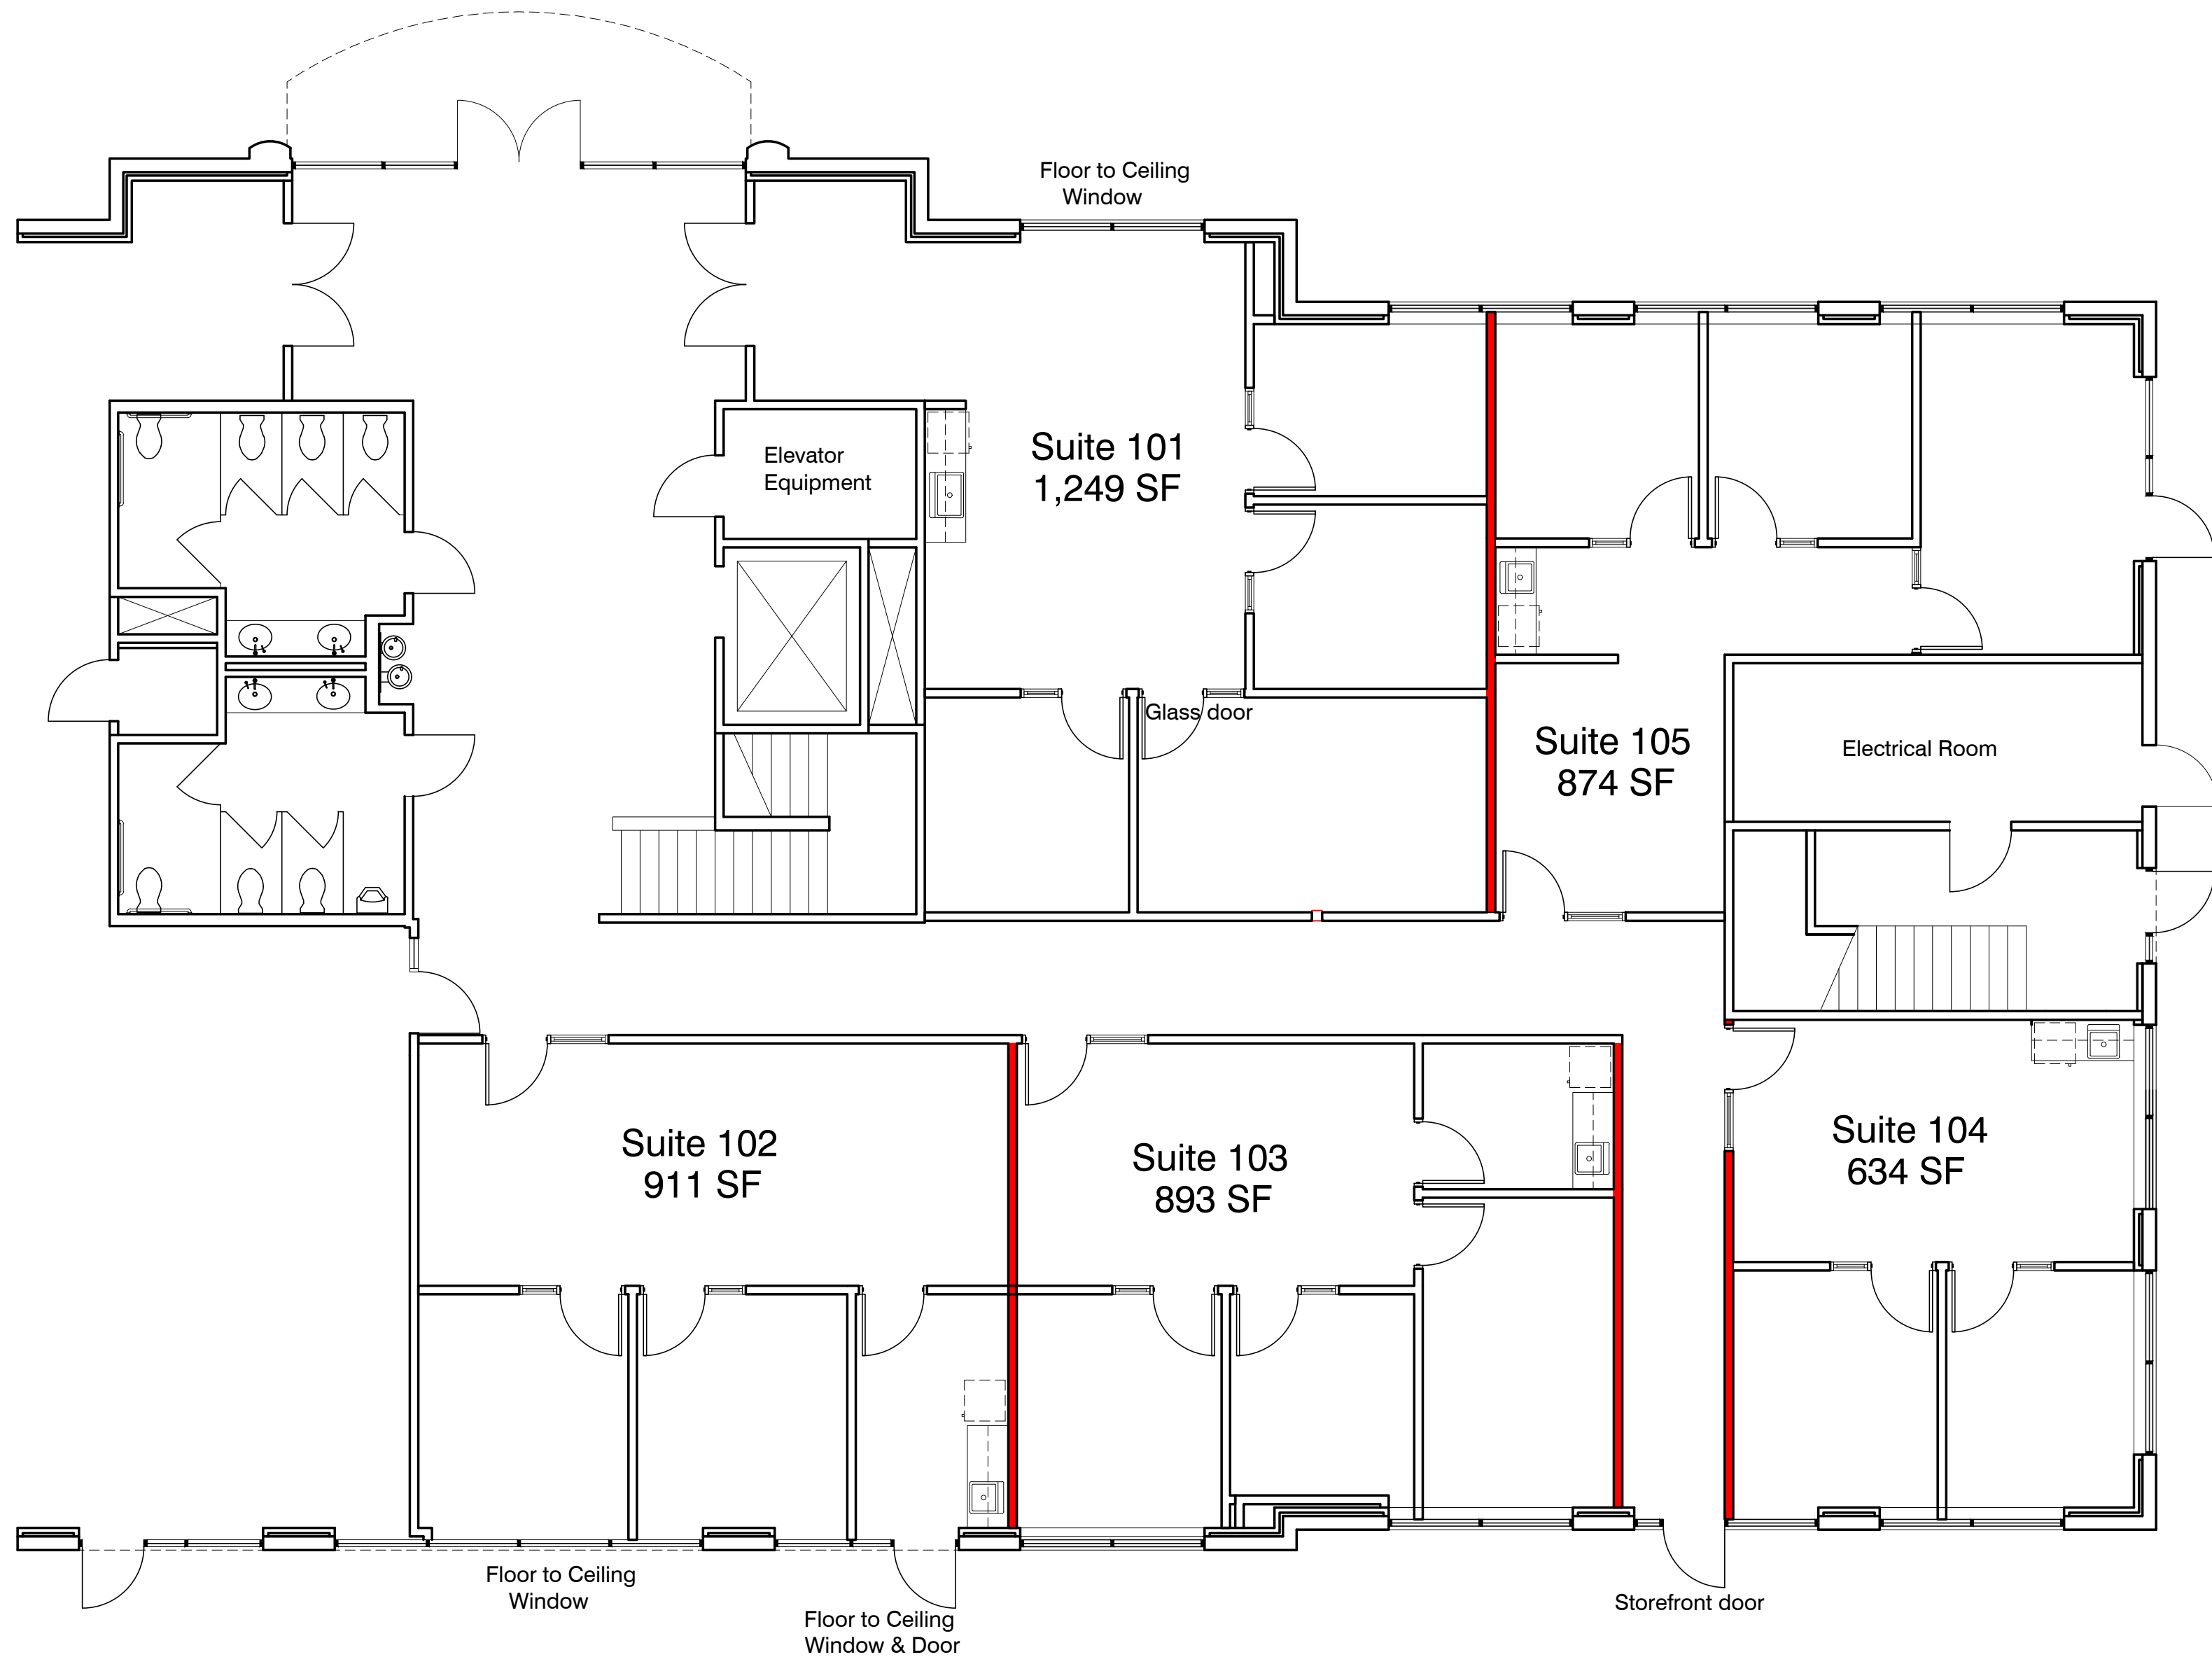 Floor to Ceiling
Window
Suite 101
1,249 SF
Elevator
Equipment
Glass door
Suite 105
874 SF
Electrical Room
Suite 102
911 SF
Suite 103
893 SF
Suite 104
634 SF
Floor to Ceiling
Window
Floor to Ceiling
Window & Door
Storefront door